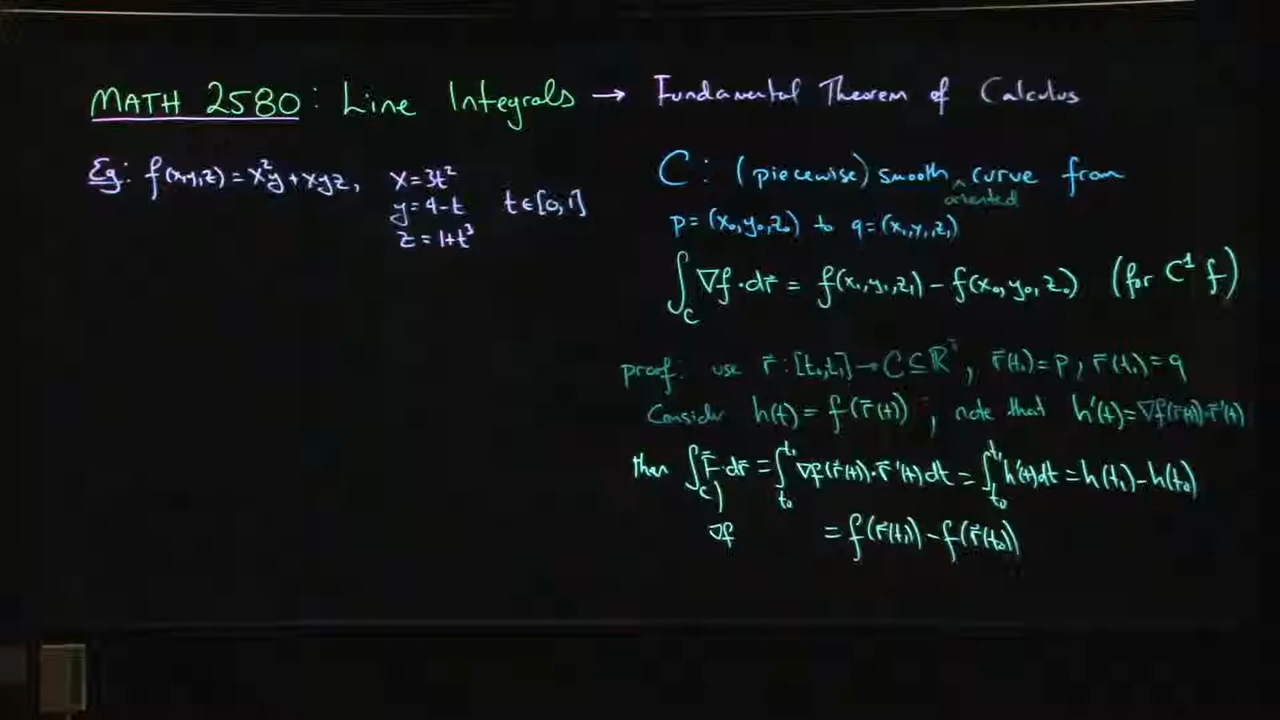 MATH 2580: Line Integrals → Fundamental Theorem of Calculus
Eg: f(x,y,z)=x²y+xyz, x=3t²
y=4-t t∈[0,1]
z=1+t³
C: (piecewise) smooth ^ curve from
oriented
p=(x₀,y₀,z₀) to q=(x₁,y₁,z₁)
∫_C ∇f·dr⃗ = f(x₁,y₁,z₁) - f(x₀,y₀,z₀) (for C¹ f)
proof: use r⃗:[t₀,t₁]→C⊆ℝ³, r⃗(t₀)=p, r⃗(t₁)=q
Consider h(t)=f(r⃗(t)), note that h'(t)=∇f(r⃗(t))·r⃗'(t)
then ∫_C F⃗·dr⃗ = ∫_{t₀}^{t₁} ∇f(r⃗(t))·r⃗'(t)dt = ∫_{t₀}^{t₁} h'(t)dt = h(t₁)-h(t₀)
∇f = f(r⃗(t₁))-f(r⃗(t₀))